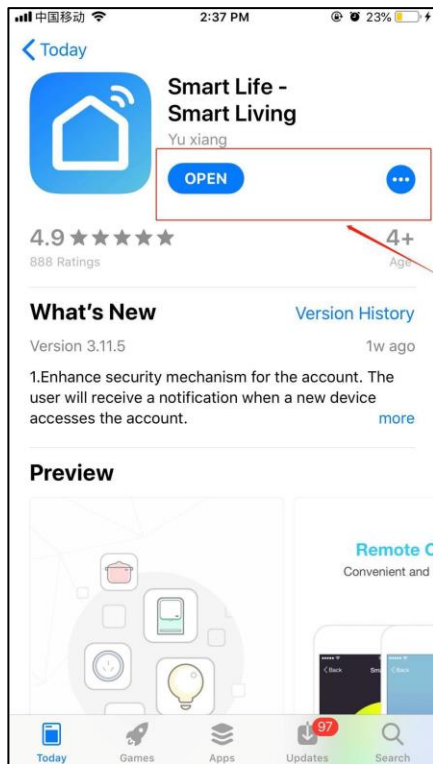 中国移动 2:37 PM 23%
Today
Smart Life -
Smart Living
Yu xiang
OPEN
4.9 4+
888 Ratings Age
What's New Version History
Version 3.11.5 1w ago
1.Enhance security mechanism for the account. The
user will receive a notification when a new device
accesses the account. more
Preview
Remote C
Convenient and
Back Sm Back
97
Today Games Apps Updates Search